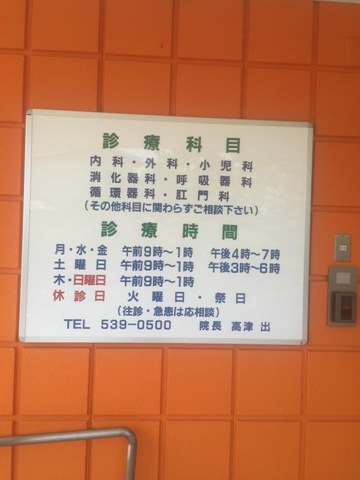 診療科目
内科・外科・小児科
消化器科・呼吸器科
循環器科・肛門科
(その他科目に関わらずご相談下さい)
診療時間
月・水・金 午前9時〜1時 午後4時〜7時
土曜日 午前9時〜1時 午後3時〜6時
木・日曜日 午前9時〜1時
休診日 火曜日・祭日
(往診・急患は応相談)
TEL 539-0500 院長 高津 出